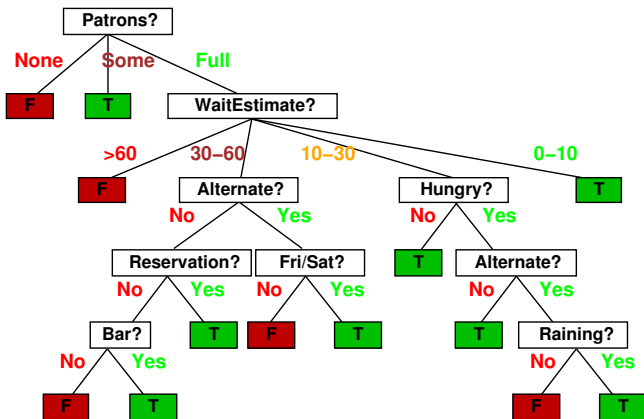 Patrons?
None Some Full
F T WaitEstimate?
>60 30−60 10−30 0−10
F Alternate? Hungry? T
No Yes No Yes
Reservation? Fri/Sat? T Alternate?
No Yes No Yes No Yes
Bar? T F T T Raining?
No Yes No Yes
F T F T